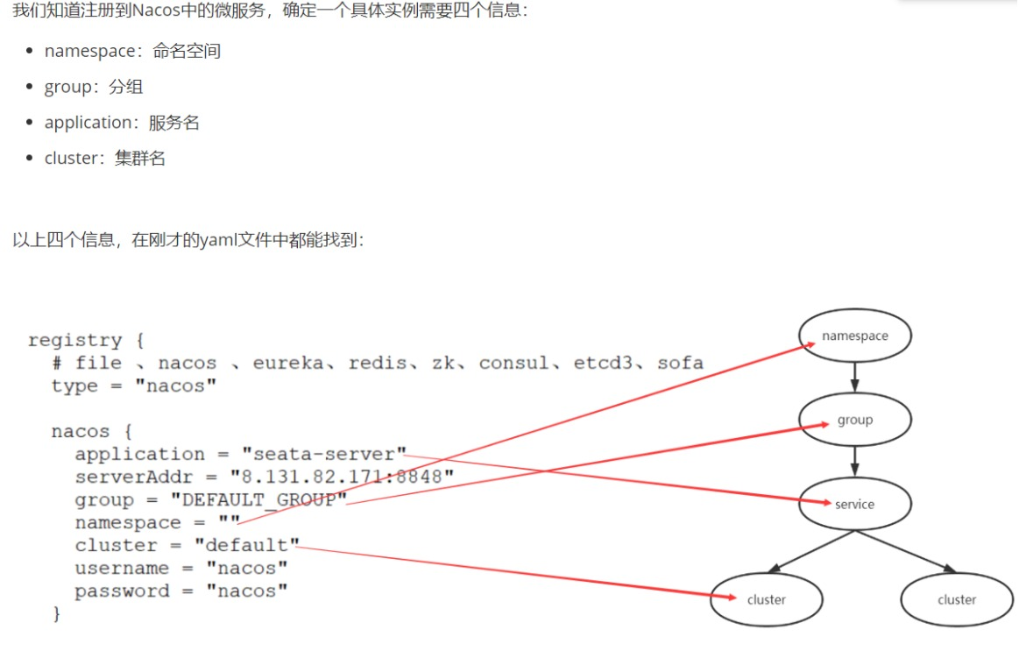 我们知道注册到Nacos中的微服务，确定一个具体实例需要四个信息：
• namespace：命名空间
• group：分组
• application：服务名
• cluster：集群名
以上四个信息，在刚才的yaml文件中都能找到：
registry {
# file 、nacos 、eureka、redis、zk、consul、etcd3、sofa
type = "nacos"
nacos {
application = "seata-server"
serverAddr = "8.131.82.171:8848"
group = "DEFAULT_GROUP"
namespace = ""
cluster = "default"
username = "nacos"
password = "nacos"
}
namespace
group
service
cluster
cluster